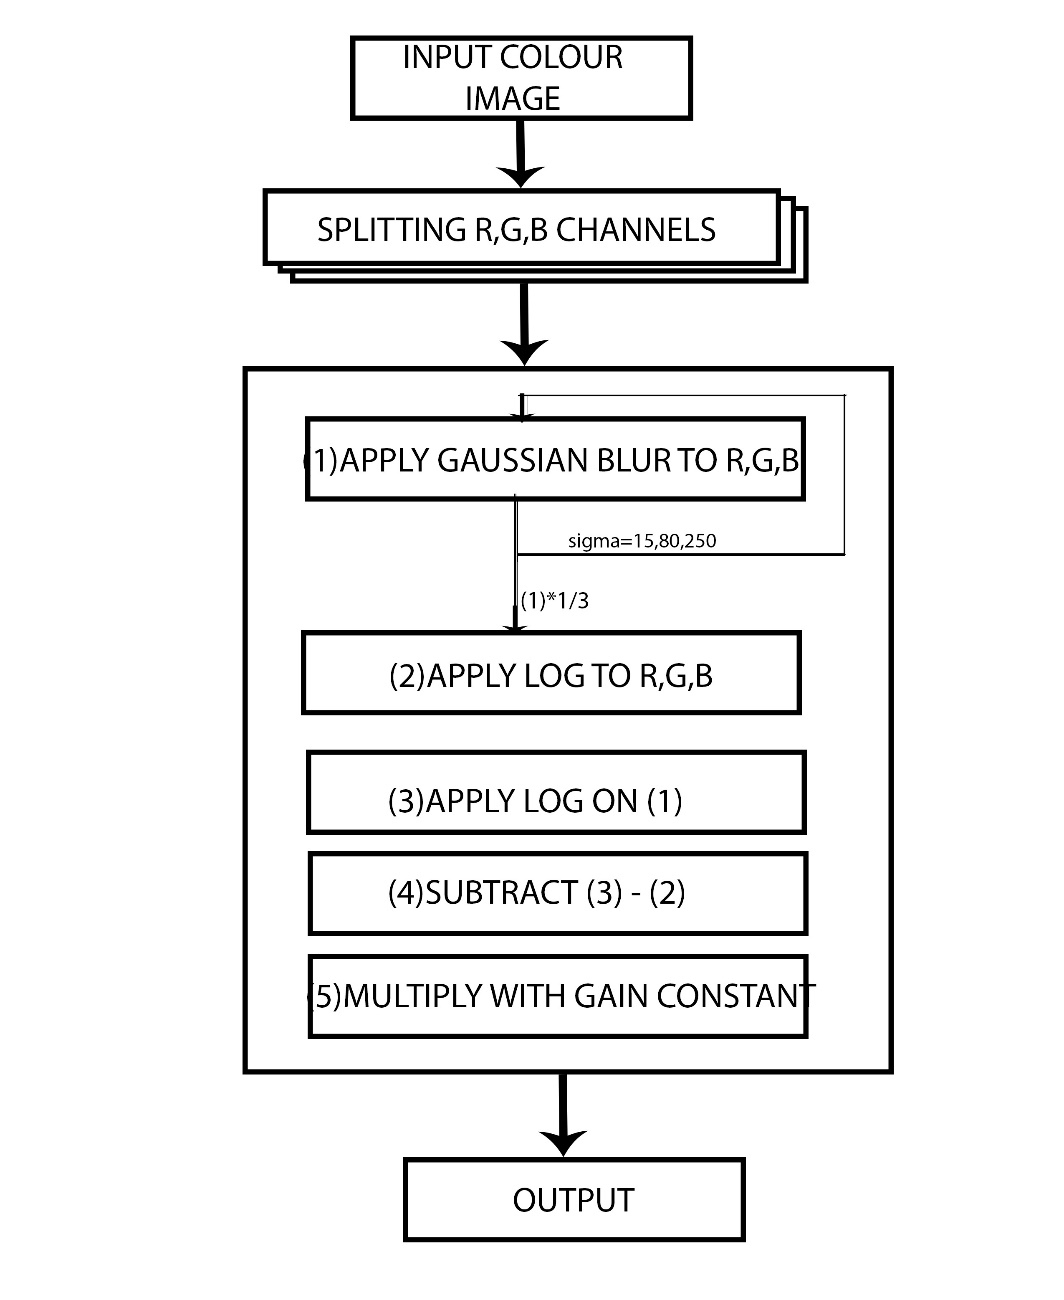 INPUT COLOUR
IMAGE
SPLITTING R,G,B CHANNELS
(1)APPLY GAUSSIAN BLUR TO R,G,B
sigma=15,80,250
(1)*1/3
(2)APPLY LOG TO R,G,B
(3)APPLY LOG ON (1)
(4)SUBTRACT (3) - (2)
(5)MULTIPLY WITH GAIN CONSTANT
OUTPUT